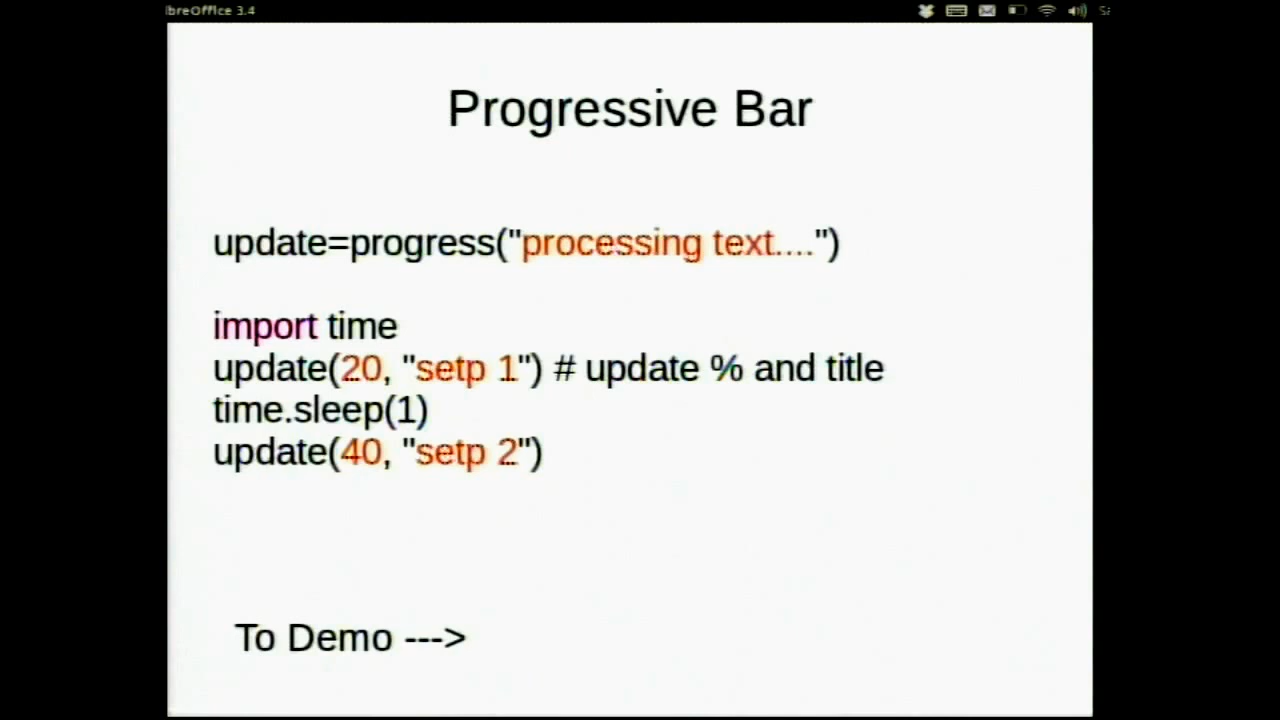 ibreOffice 3.4
Progressive Bar
update=progress("processing text....")
import time
update(20, "setp 1") # update % and title
time.sleep(1)
update(40, "setp 2")
To Demo --->